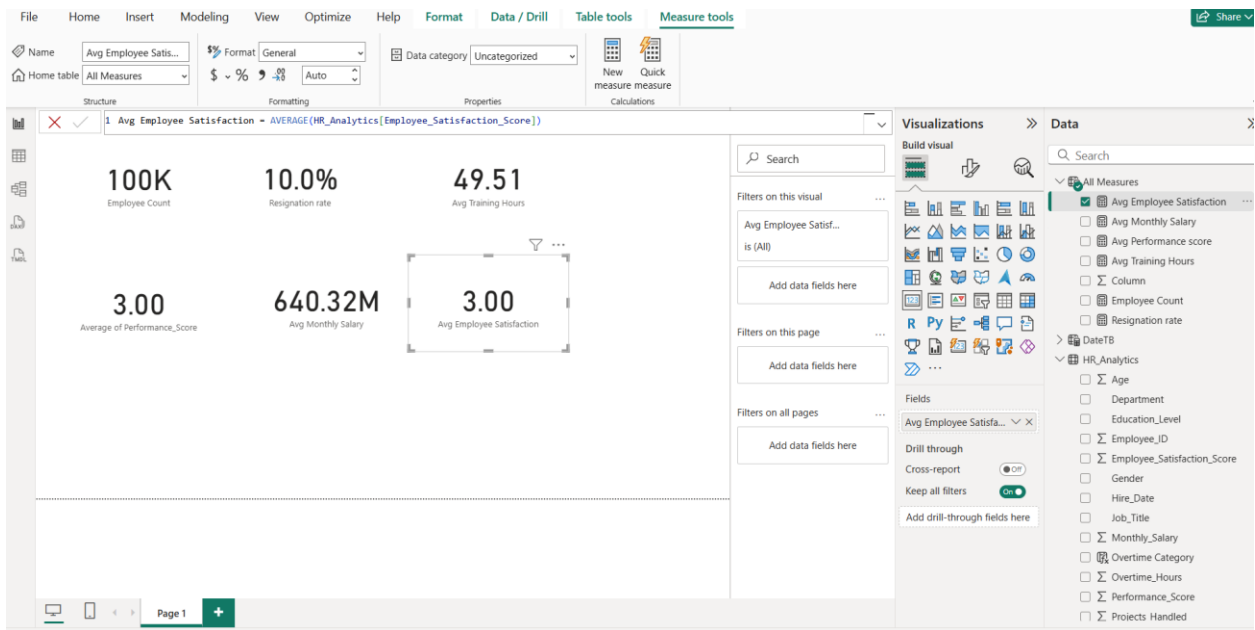 File Home Insert Modeling View Optimize Help Format Data / Drill Table tools Measure tools
Share
Name Avg Employee Satis...
Home table All Measures
Structure
$% Format General
$ % 9 .00 Auto
Formatting
Data category Uncategorized
Properties
New measure
Quick measure
Calculations
1 Avg Employee Satisfaction = AVERAGE(HR_Analytics[Employee_Satisfaction_Score])
100K
Employee Count
10.0%
Resignation rate
49.51
Avg Training Hours
3.00
Average of Performance_Score
640.32M
Avg Monthly Salary
3.00
Avg Employee Satisfaction
Page 1
Search
Filters on this visual ...
Avg Employee Satisf...
is (All)
Add data fields here
Filters on this page ...
Add data fields here
Filters on all pages ...
Add data fields here
Visualizations
Build visual
123
R Py
...
Fields
Avg Employee Satisfa...
Drill through
Cross-report Off
Keep all filters On
Add drill-through fields here
Data
Search
All Measures
Avg Employee Satisfaction ...
Avg Monthly Salary
Avg Performance score
Avg Training Hours
Column
Employee Count
Resignation rate
DateTB
HR_Analytics
Age
Department
Education_Level
Employee_ID
Employee_Satisfaction_Score
Gender
Hire_Date
Job_Title
Monthly_Salary
Overtime Category
Overtime_Hours
Performance_Score
Projects_Handled